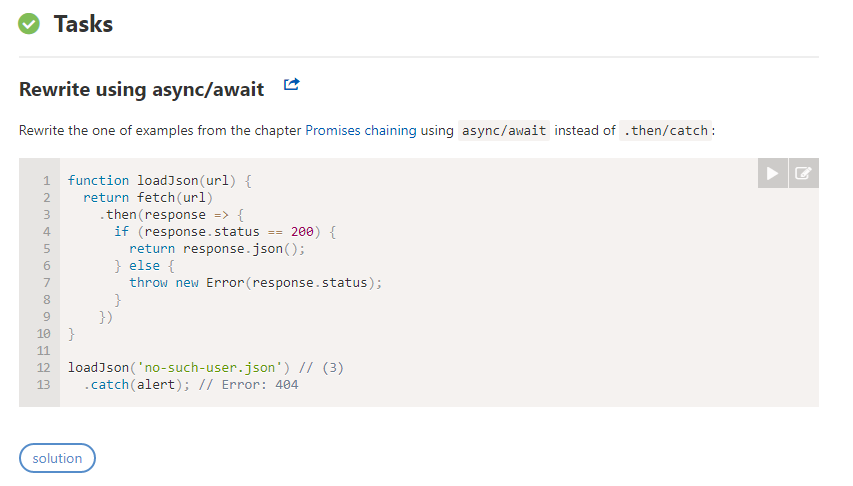 Tasks
Rewrite using async/await
Rewrite the one of examples from the chapter Promises chaining using async/await instead of .then/catch:
1 function loadJson(url) {
2   return fetch(url)
3     .then(response => {
4       if (response.status == 200) {
5         return response.json();
6       } else {
7         throw new Error(response.status);
8       }
9     })
10 }
11
12 loadJson('no-such-user.json') // (3)
13   .catch(alert); // Error: 404
solution